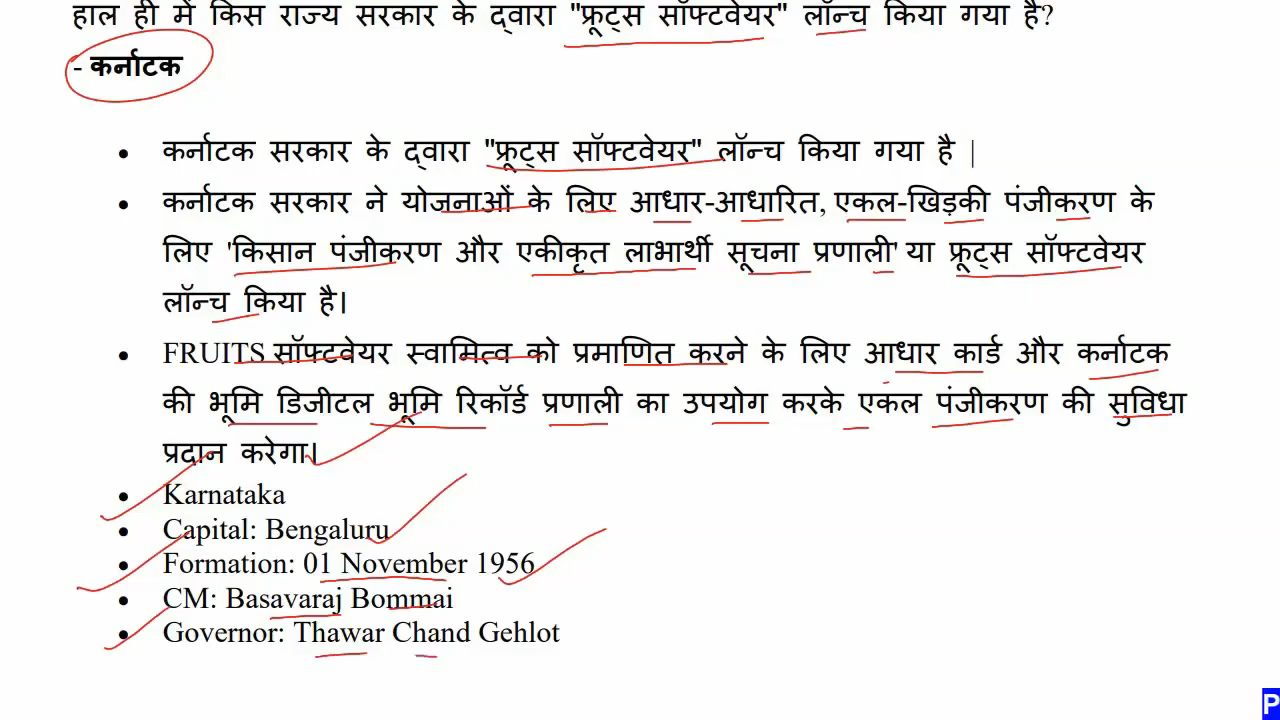 हाल ही में किस राज्य सरकार के द्वारा "फ्रूट्स सॉफ्टवेयर" लॉन्च किया गया है?
- कर्नाटक
• कर्नाटक सरकार के द्वारा "फ्रूट्स सॉफ्टवेयर" लॉन्च किया गया है |
• कर्नाटक सरकार ने योजनाओं के लिए आधार-आधारित, एकल-खिड़की पंजीकरण के
लिए 'किसान पंजीकरण और एकीकृत लाभार्थी सूचना प्रणाली' या फ्रूट्स सॉफ्टवेयर
लॉन्च किया है।
• FRUITS सॉफ्टवेयर स्वामित्व को प्रमाणित करने के लिए आधार कार्ड और कर्नाटक
की भूमि डिजीटल भूमि रिकॉर्ड प्रणाली का उपयोग करके एकल पंजीकरण की सुविधा
प्रदान करेगा।
• Karnataka
• Capital: Bengaluru
• Formation: 01 November 1956
• CM: Basavaraj Bommai
• Governor: Thawar Chand Gehlot
P